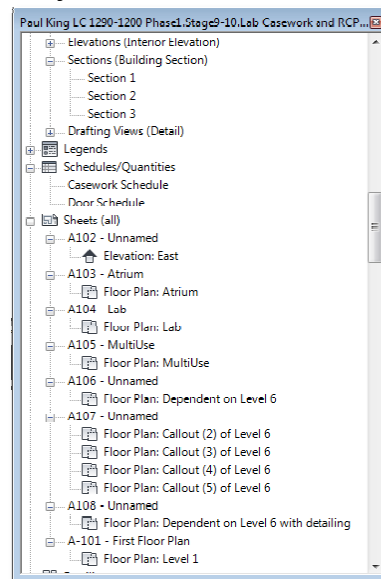 Paul King LC 1290-1200 Phase1.Stage9-10.Lab Casework and RCP...
Elevations (Interior Elevation)
Sections (Building Section)
Section 1
Section 2
Section 3
Drafting Views (Detail)
Legends
Schedules/Quantities
Casework Schedule
Door Schedule
Sheets (all)
A102 - Unnamed
Elevation: East
A103 - Atrium
Floor Plan: Atrium
A104 Lab
Floor Plan: Lab
A105 - MultiUse
Floor Plan: MultiUse
A106 - Unnamed
Floor Plan: Dependent on Level 6
A107 - Unnamed
Floor Plan: Callout (2) of Level 6
Floor Plan: Callout (3) of Level 6
Floor Plan: Callout (4) of Level 6
Floor Plan: Callout (5) of Level 6
A108 - Unnamed
Floor Plan: Dependent on Level 6 with detailing
A-101 - First Floor Plan
Floor Plan: Level 1